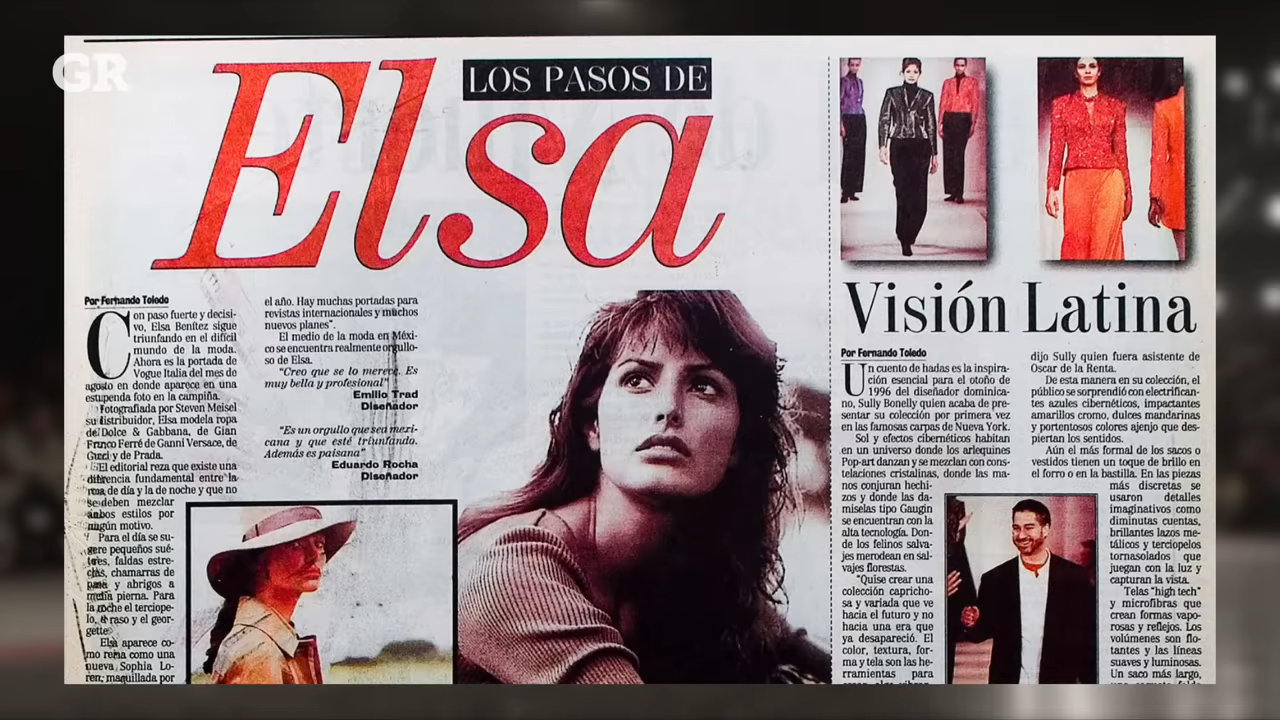 GR
LOS PASOS DE
Elsa
Por Fernando Toledo
Con paso fuerte y decisi-
vo, Elsa Benítez sigue
triunfando en el difícil
mundo de la moda.
Ahora es la portada de
Vogue Italia del mes de
agosto en donde aparece en una
estupenda foto en la campiña.
Fotografiada por Steven Meisel
su distribuidor, Elsa modela ropa
de Dolce & Gabbana, de Gian
Franco Ferré de Ganni Versace, de
Gucci y de Prada.
El editorial reza que existe una
diferencia fundamental entre la
rosa de día y la de noche y que no
se deben mezclar
ambos estilos por
ningún motivo.
Para el día se su-
giere pequeños sué-
teres, faldas estre-
chas, chamarras de
pana y abrigos a
media pierna. Para
la noche el terciope-
lo, el raso y el geor-
gette.
Elsa aparece co-
mo reina como una
nueva Sophia Lo-
ren, maquillada por
el año. Hay muchas portadas para
revistas internacionales y muchos
nuevos planes".
El medio de la moda en Méxi-
co se encuentra realmente orgullo-
so de Elsa.
"Creo que se lo merece. Es
muy bella y profesional"
Emilio Trad
Diseñador
"Es un orgullo que sea mexi-
cana y que esté triunfando.
Además es paisana"
Eduardo Rocha
Diseñador
Visión Latina
Por Fernando Toledo
Un cuento de hadas es la inspira-
ción esencial para el otoño de
1996 del diseñador dominica-
no, Sully Bonelly quien acaba de pre-
sentar su colección por primera vez
en las famosas carpas de Nueva York.
Sol y efectos cibernéticos habitan
en un universo donde los arlequines
Pop-art danzan y se mezclan con cons-
telaciones cristalinas, donde las ma-
nos conjuran hechi-
zos y donde las da-
miselas tipo Gaugín
se encuentran con la
alta tecnología. Don-
de los felinos salva-
jes merodean en sal-
vajes florestas.
"Quise crear una
colección capricho-
sa y variada que ve
hacia el futuro y no
hacia una era que
ya desapareció. El
color, textura, for-
ma y tela son las he-
rramientas para
dijo Sully quien fuera asistente de
Oscar de la Renta.
De esta manera en su colección, el
público se sorprendió con electrifican-
tes azules cibernéticos, impactantes
amarillos cromo, dulces mandarinas
y portentosos colores ajenjo que des-
piertan los sentidos.
Aún el más formal de los sacos o
vestidos tienen un toque de brillo en
el forro o en la bastilla. En las piezas
más discretas se
usaron detalles
imaginativos como
diminutas cuentas,
brillantes lazos me-
tálicos y terciopelos
tornasolados que
juegan con la luz y
capturan la vista.
Telas "high tech"
y microfibras que
crean formas vapo-
rosas y reflejos. Los
volúmenes son flo-
tantes y las líneas
suaves y luminosas.
Un saco más largo,